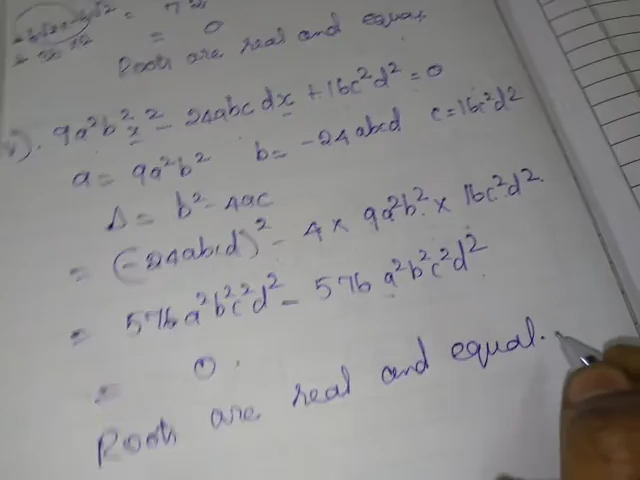 = 0
Roots are real and equal
v). 9a²b²x² - 24abcdx + 16c²d² = 0
a = 9a²b² b = -24abcd c = 16c²d²
Δ = b² - 4ac
= (-24abcd)² - 4 × 9a²b² × 16c²d²
= 576a²b²c²d² - 576a²b²c²d²
= 0
Roots are real and equal.